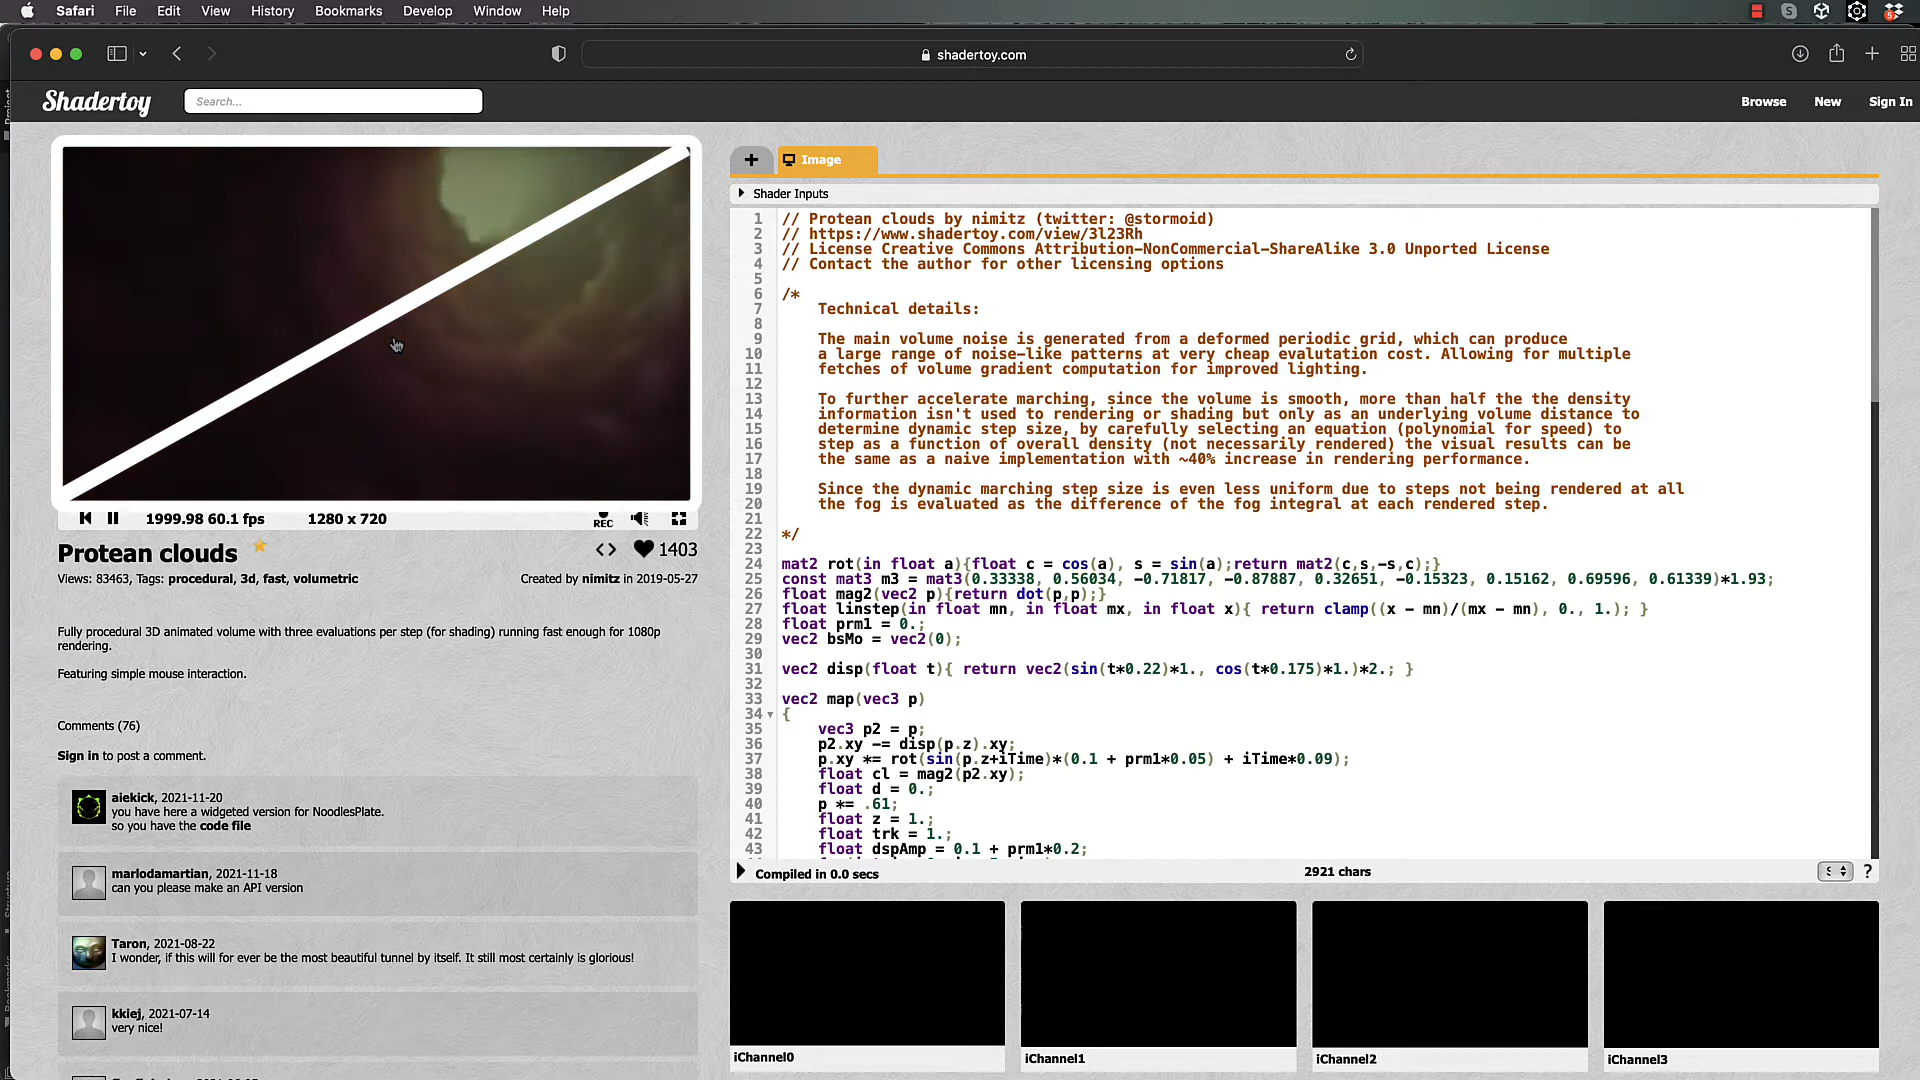 Safari File Edit View History Bookmarks Develop Window Help
shadertoy.com
Shadertoy
Search...
Browse New Sign In
1999.98 60.1 fps 1280 x 720
REC
Protean clouds
1403
Views: 83463, Tags: procedural, 3d, fast, volumetric
Created by nimitz in 2019-05-27
Fully procedural 3D animated volume with three evaluations per step (for shading) running fast enough for 1080p
rendering.
Featuring simple mouse interaction.
Comments (76)
Sign in to post a comment.
aiekick, 2021-11-20
you have here a widgeted version for NoodlesPlate.
so you have the code file
marlodamartian, 2021-11-18
can you please make an API version
Taron, 2021-08-22
I wonder, if this will for ever be the most beautiful tunnel by itself. It still most certainly is glorious!
kkiej, 2021-07-14
very nice!
+ Image
Shader Inputs
1 // Protean clouds by nimitz (twitter: @stormoid)
2 // https://www.shadertoy.com/view/3l23Rh
3 // License Creative Commons Attribution-NonCommercial-ShareAlike 3.0 Unported License
4 // Contact the author for other licensing options
5
6 /*
7 Technical details:
8
9 The main volume noise is generated from a deformed periodic grid, which can produce
10 a large range of noise-like patterns at very cheap evalutation cost. Allowing for multiple
11 fetches of volume gradient computation for improved lighting.
12
13 To further accelerate marching, since the volume is smooth, more than half the the density
14 information isn't used to rendering or shading but only as an underlying volume distance to
15 determine dynamic step size, by carefully selecting an equation (polynomial for speed) to
16 step as a function of overall density (not necessarily rendered) the visual results can be
17 the same as a naive implementation with ~40% increase in rendering performance.
18
19 Since the dynamic marching step size is even less uniform due to steps not being rendered at all
20 the fog is evaluated as the difference of the fog integral at each rendered step.
21
22 */
23
24 mat2 rot(in float a){float c = cos(a), s = sin(a);return mat2(c,s,-s,c);}
25 const mat3 m3 = mat3(0.33338, 0.56034, -0.71817, -0.87887, 0.32651, -0.15323, 0.15162, 0.69596, 0.61339)*1.93;
26 float mag2(vec2 p){return dot(p,p);}
27 float linstep(in float mn, in float mx, in float x){ return clamp((x - mn)/(mx - mn), 0., 1.); }
28 float prm1 = 0.;
29 vec2 bsMo = vec2(0);
30
31 vec2 disp(float t){ return vec2(sin(t*0.22)*1., cos(t*0.175)*1.)*2.; }
32
33 vec2 map(vec3 p)
34 {
35 vec3 p2 = p;
36 p2.xy -= disp(p.z).xy;
37 p.xy *= rot(sin(p.z+iTime)*(0.1 + prm1*0.05) + iTime*0.09);
38 float cl = mag2(p2.xy);
39 float d = 0.;
40 p *= .61;
41 float z = 1.;
42 float trk = 1.;
43 float dspAmp = 0.1 + prm1*0.2;
Compiled in 0.0 secs
2921 chars
S ?
iChannel0
iChannel1
iChannel2
iChannel3